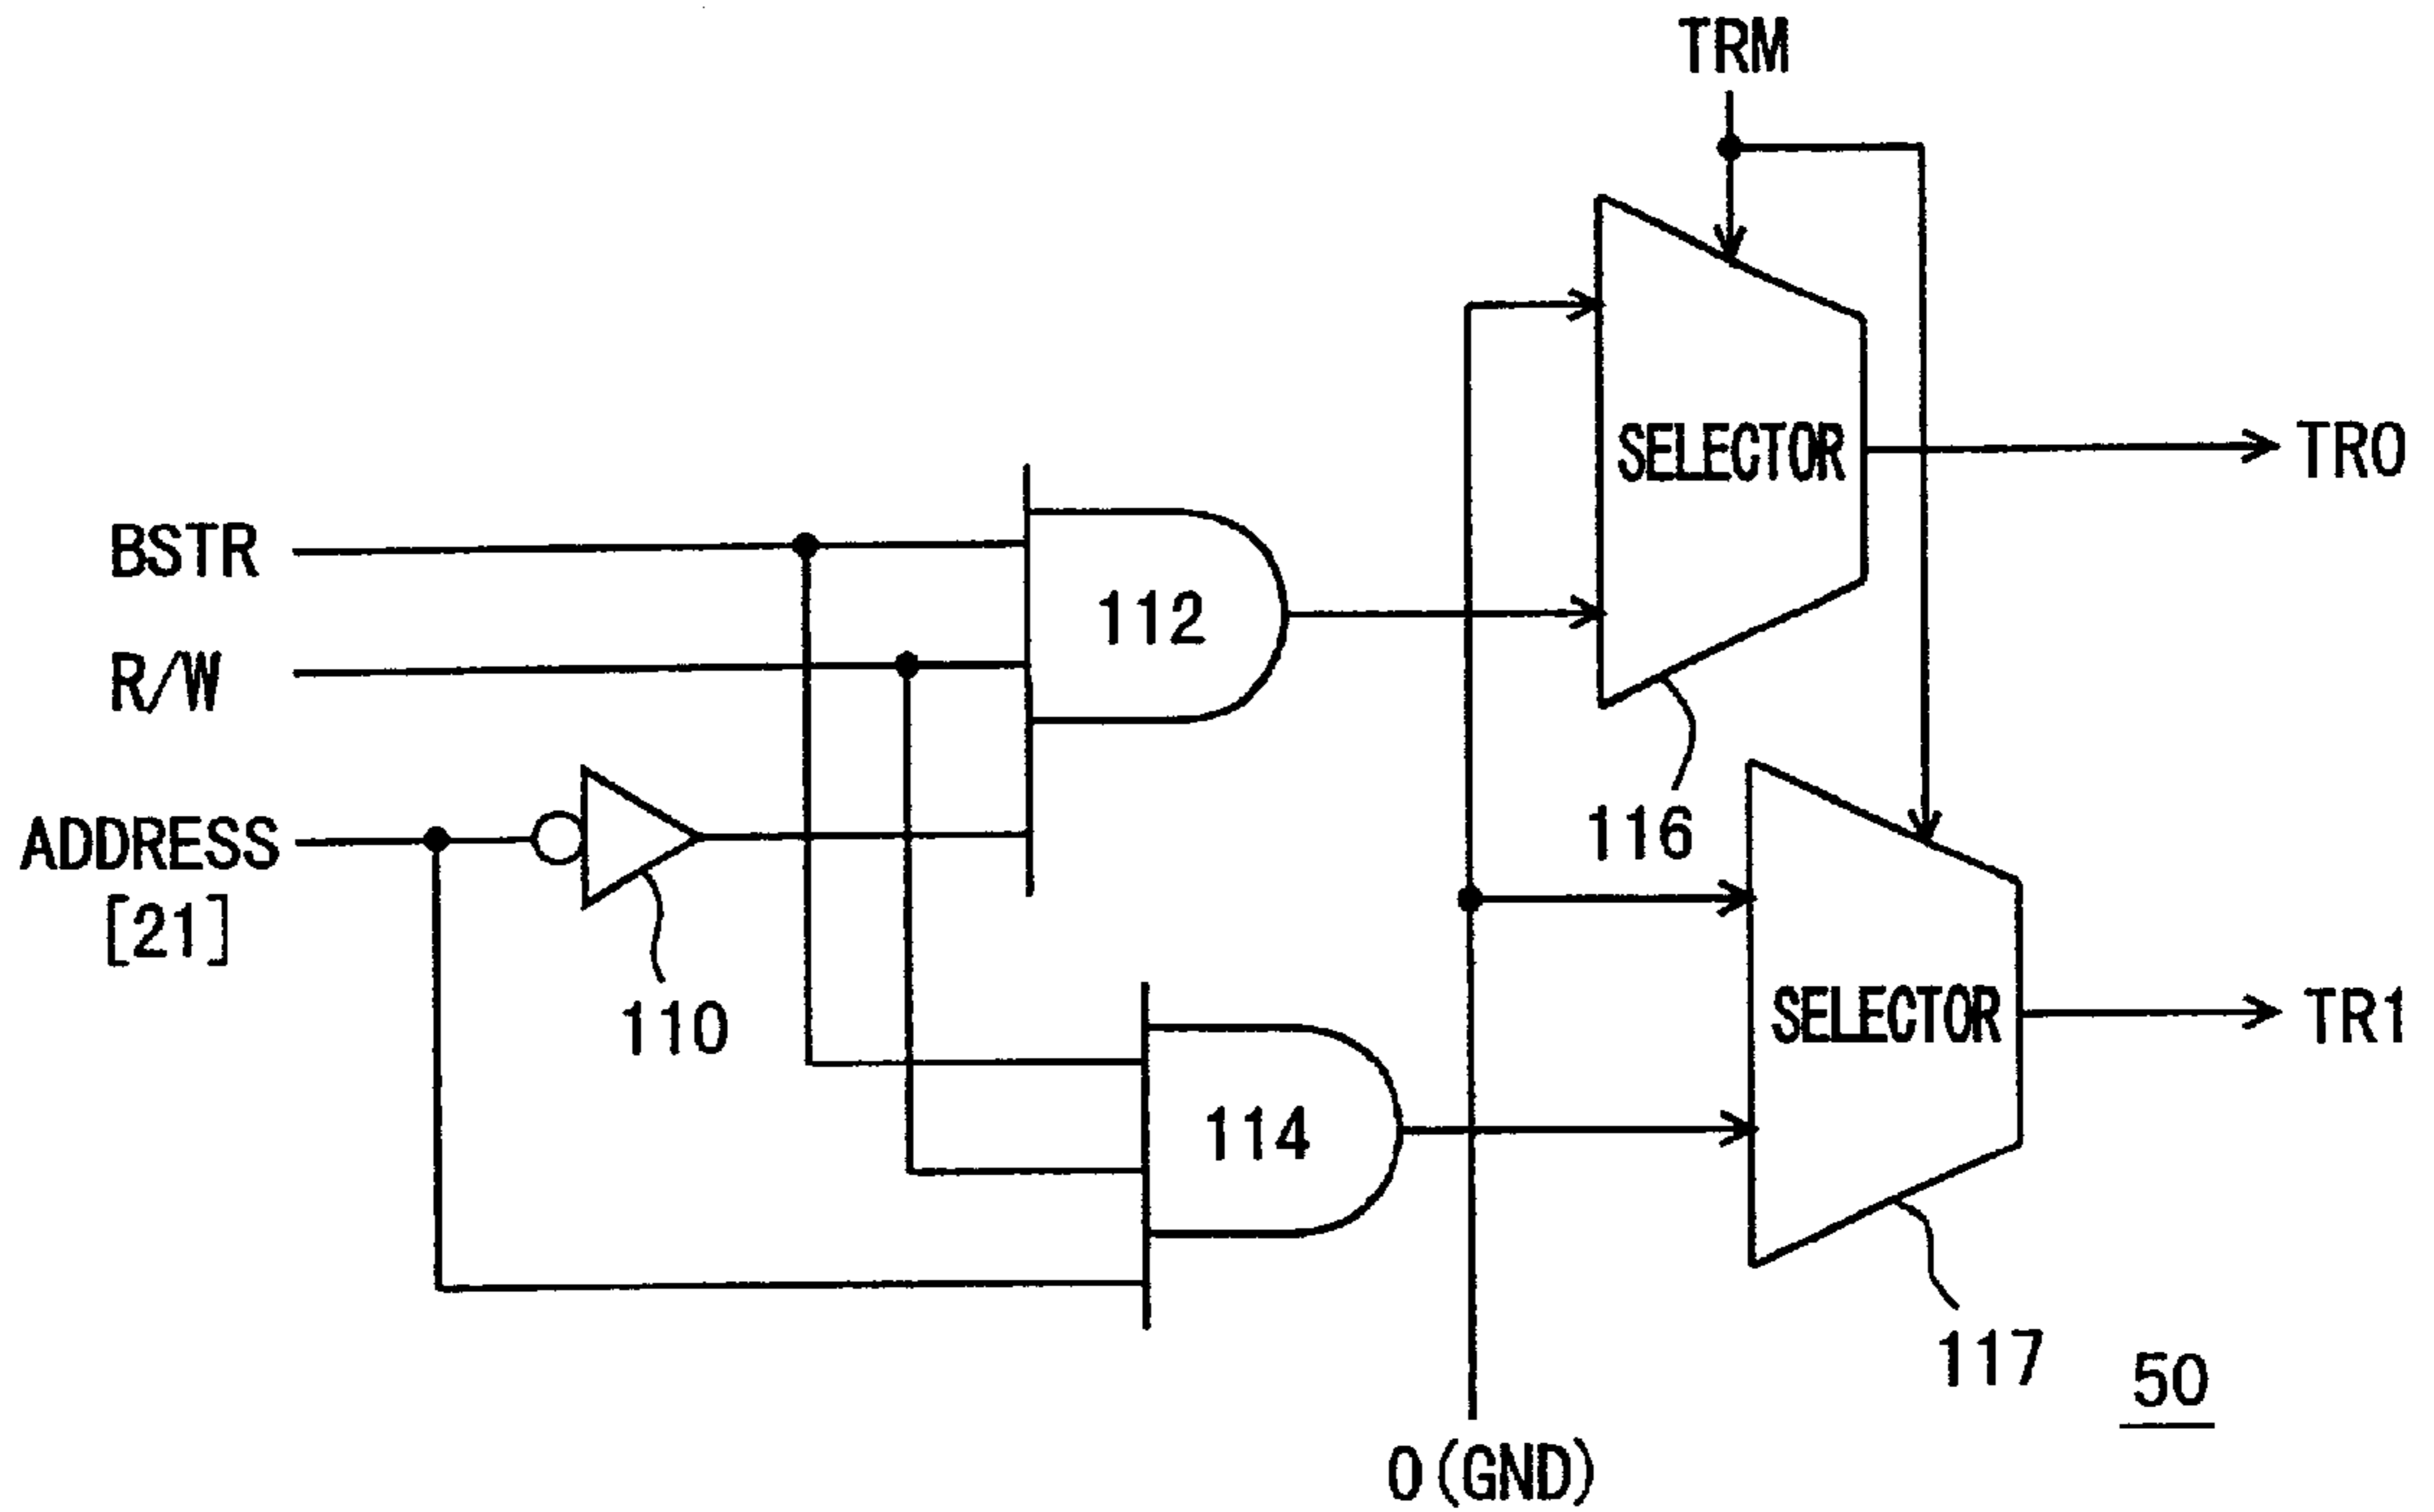 TRM
SELECTOR
TR0
BSTR
112
R/W
116
ADDRESS
[21]
110
SELECTOR
TR1
114
117
50
0(GND)